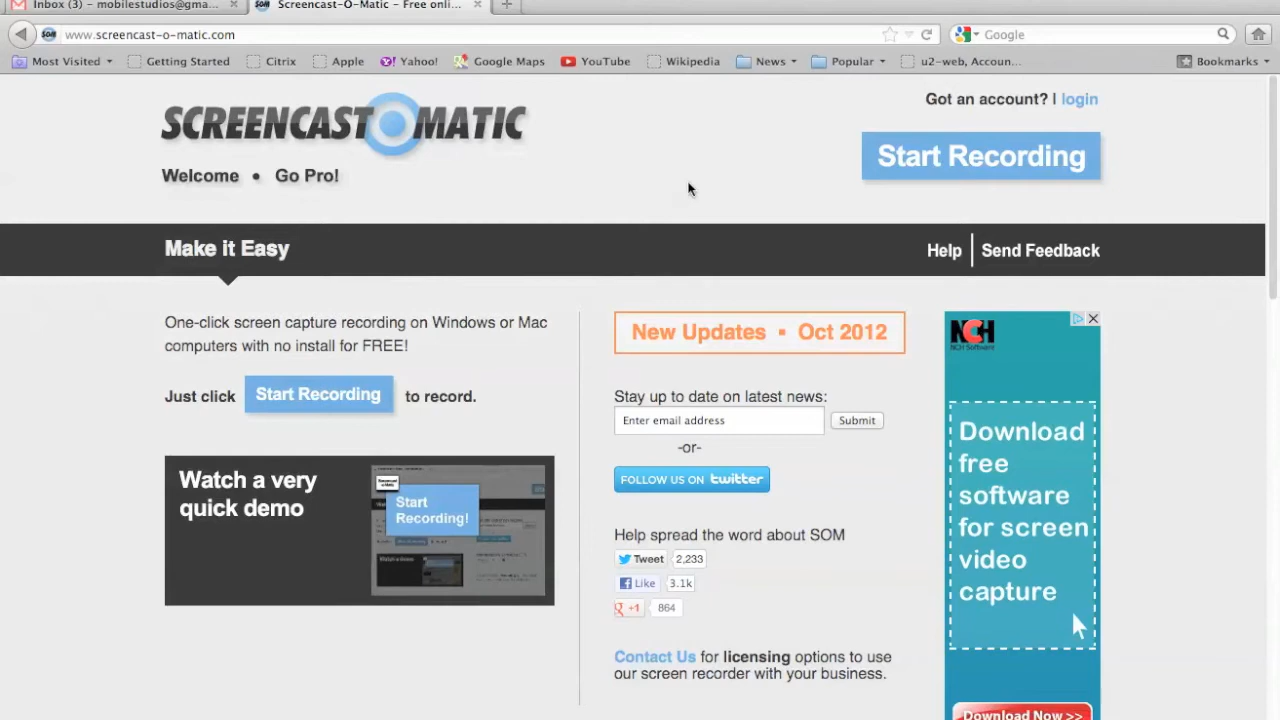 Inbox (3) – mobilestudios@gma...
Screencast-O-Matic – Free onli...
www.screencast-o-matic.com
Google
Most Visited
Getting Started
Citrix
Apple
Yahoo!
Google Maps
YouTube
Wikipedia
News
Popular
u2-web, Accoun...
Bookmarks
SCREENCAST-O-MATIC
Got an account? | login
Start Recording
Welcome • Go Pro!
Make it Easy
Help | Send Feedback
One-click screen capture recording on Windows or Mac
computers with no install for FREE!
Just click Start Recording to record.
Watch a very
quick demo
Start
Recording!
New Updates ▪ Oct 2012
Stay up to date on latest news:
Enter email address
Submit
-or-
FOLLOW US ON twitter
Help spread the word about SOM
Tweet 2,233
Like 3.1k
+1 864
Contact Us for licensing options to use
our screen recorder with your business.
NCH
NCH Software
Download
free
software
for screen
video
capture
Download Now >>